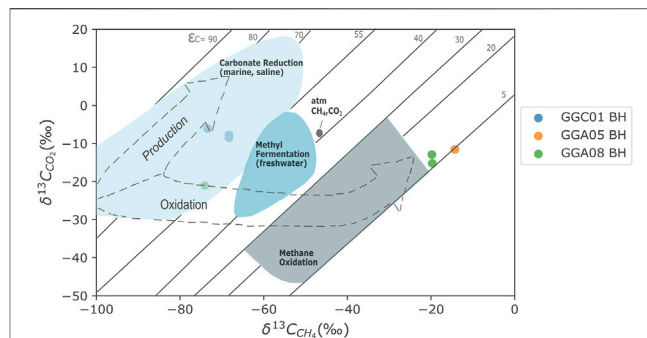 εC= 90 80 70 55 40 30 20 5
Carbonate Reduction
(marine, saline)
atm
CH₄,CO₂
Production
Methyl
Fermentation
(freshwater)
Oxidation
Methane
Oxidation
20
10
0
−10
−20
−30
−40
−50
−100 −80 −60 −40 −20 0
δ¹³C_CO₂(‰)
δ¹³C_CH₄(‰)
GGC01 BH
GGA05 BH
GGA08 BH